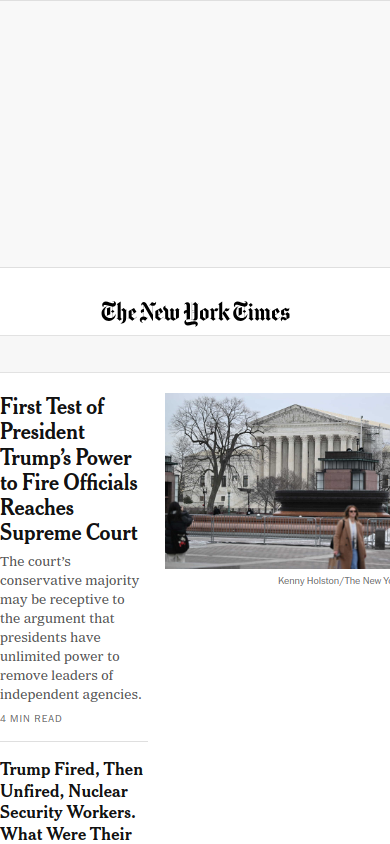 The New York Times
First Test of
President
Trump’s Power
to Fire Officials
Reaches
Supreme Court
The court’s
conservative majority
may be receptive to
the argument that
presidents have
unlimited power to
remove leaders of
independent agencies.
4 MIN READ
Kenny Holston/The New Yo
Trump Fired, Then
Unfired, Nuclear
Security Workers.
What Were Their